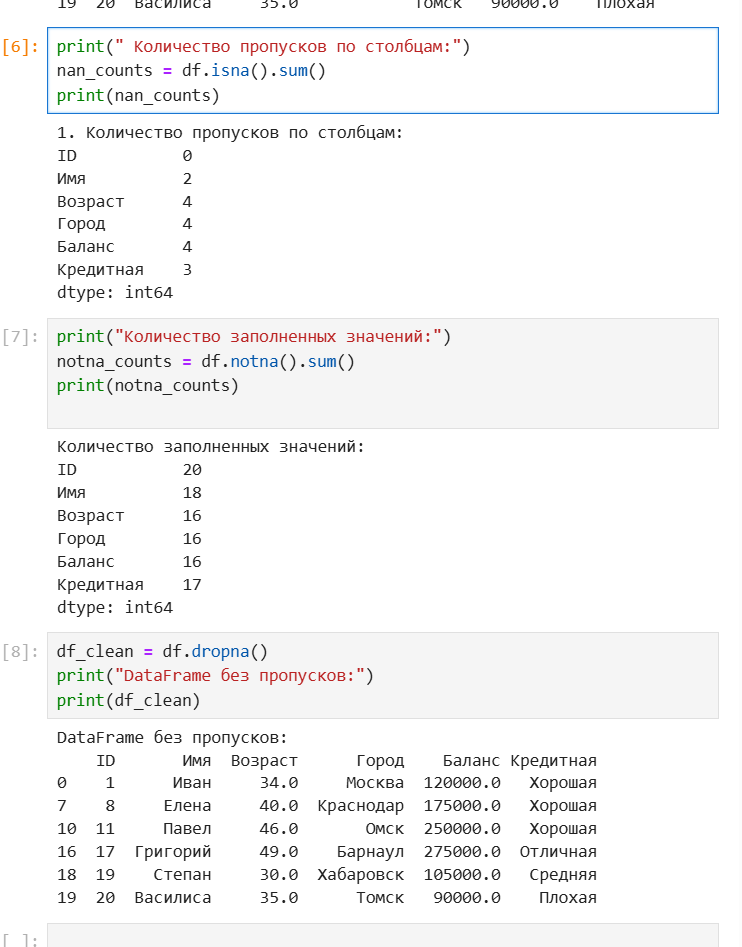 19  20  Василиса     35.0            Томск   90000.0    Плохая
[6]: print(" Количество пропусков по столбцам:")
nan_counts = df.isna().sum()
print(nan_counts)
1. Количество пропусков по столбцам:
ID           0
Имя          2
Возраст      4
Город        4
Баланс       4
Кредитная    3
dtype: int64
[7]: print("Количество заполненных значений:")
notna_counts = df.notna().sum()
print(notna_counts)
Количество заполненных значений:
ID           20
Имя          18
Возраст      16
Город        16
Баланс       16
Кредитная    17
dtype: int64
[8]: df_clean = df.dropna()
print("DataFrame без пропусков:")
print(df_clean)
DataFrame без пропусков:
    ID       Имя  Возраст      Город    Баланс Кредитная
0    1      Иван     34.0     Москва  120000.0   Хорошая
7    8     Елена     40.0  Краснодар  175000.0   Хорошая
10  11     Павел     46.0       Омск  250000.0   Хорошая
16  17  Григорий     49.0    Барнаул  275000.0  Отличная
18  19    Степан     30.0  Хабаровск  105000.0   Средняя
19  20  Василиса     35.0      Томск   90000.0    Плохая
[ ]: